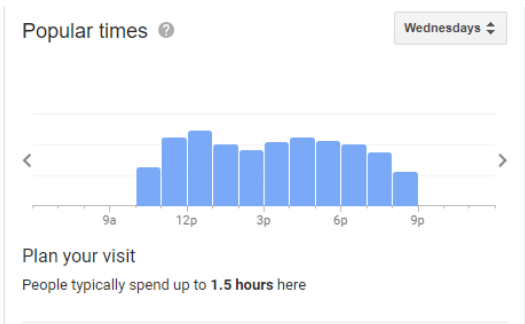 Popular times ?
Wednesdays
9a 12p 3p 6p 9p
Plan your visit
People typically spend up to 1.5 hours here